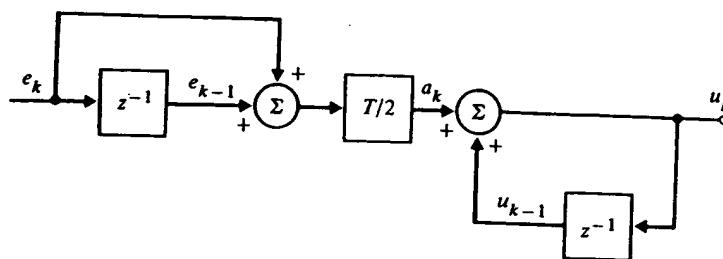 e_k
z^{-1}
e_{k-1}
+
+
Σ
T/2
a_k
+
+
Σ
u_{k-1}
z^{-1}